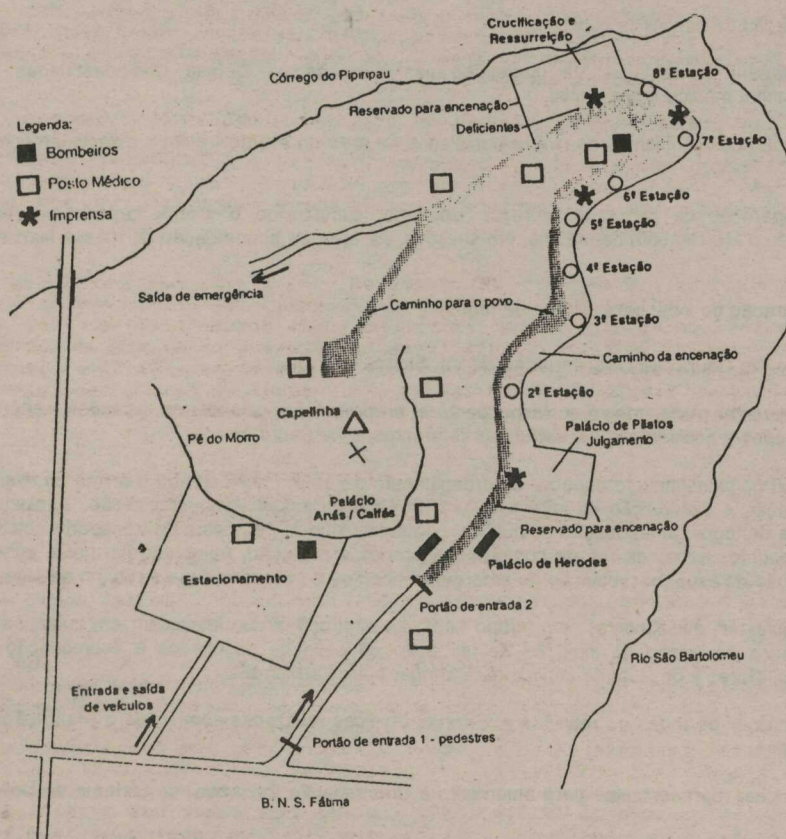 Crucificação e
Ressurreição
Córrego do Pipiripau
8ª Estação
Reservado para encenação
Legenda:
Deficientes
Bombeiros
7ª Estação
Posto Médico
6ª Estação
Imprensa
5ª Estação
4ª Estação
Saída de emergência
Caminho para o povo
3ª Estação
Caminho da encenação
2ª Estação
Capelinha
Pé do Morro
Palácio de Pilatos
Julgamento
Palácio
Anás / Caifás
Reservado para encenação
Palácio de Herodes
Estacionamento
Portão de entrada 2
Rio São Bartolomeu
Entrada e saída
de veículos
Portão de entrada 1 - pedestres
B. N. S. Fátima